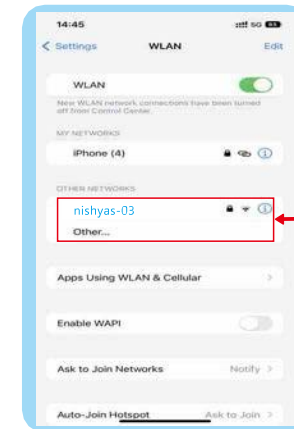 14:45
5G
Settings WLAN Edit
WLAN
New WLAN network connections have been turned
off from Control Center.
MY NETWORKS
iPhone (4)
OTHER NETWORKS
nishyas-03
Other...
Apps Using WLAN & Cellular
Enable WAPI
Ask to Join Networks Notify
Auto-Join Hotspot Ask to Join